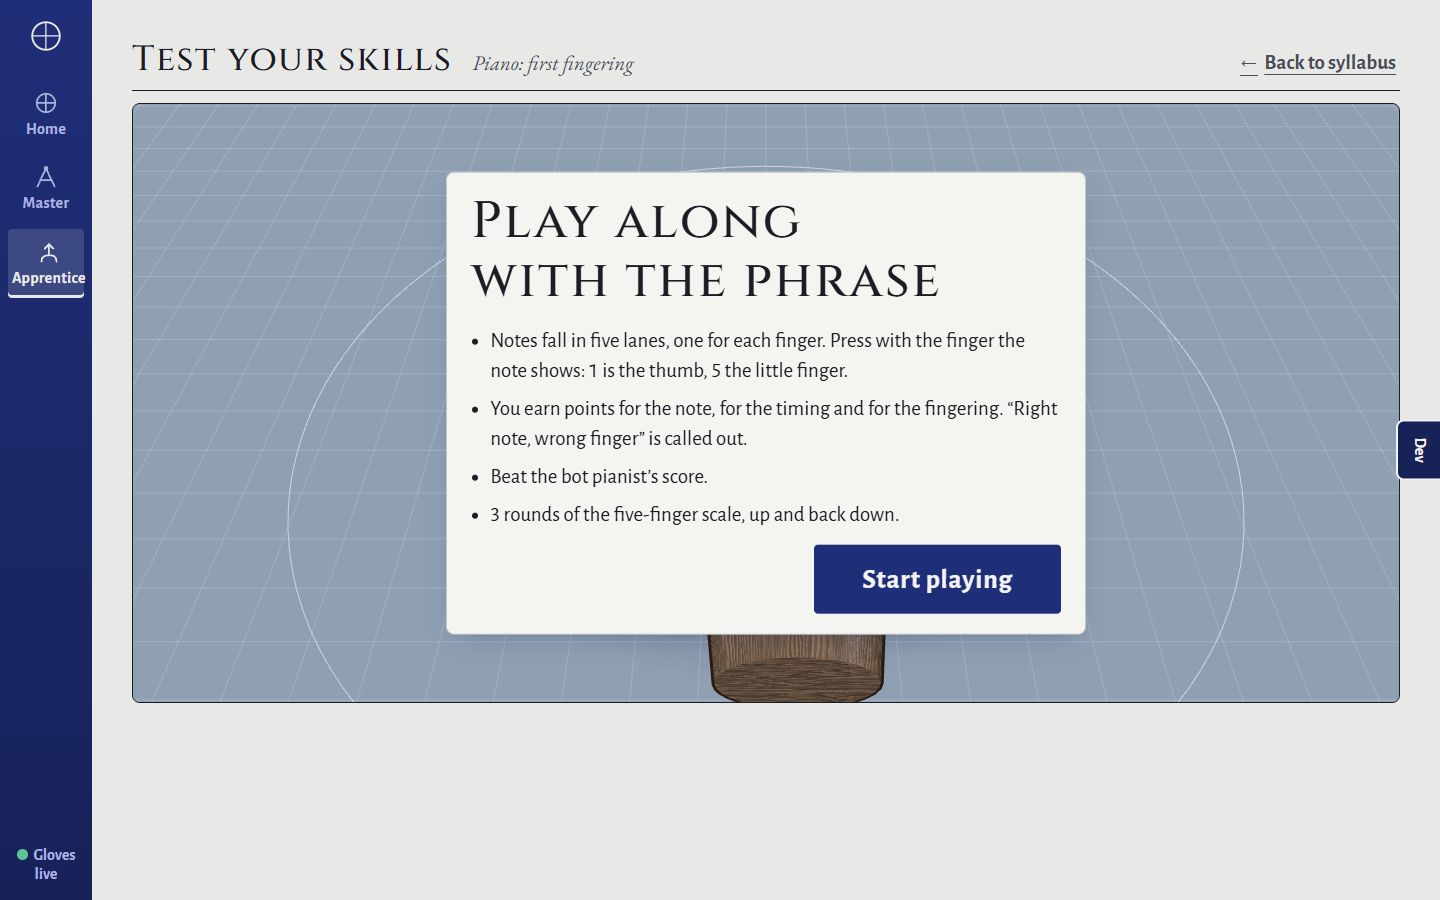 Test your skills
Piano: first fingering
← Back to syllabus
Home
Master
Apprentice
Play along
with the phrase
• Notes fall in five lanes, one for each finger. Press with the finger the
note shows: 1 is the thumb, 5 the little finger.
• You earn points for the note, for the timing and for the fingering. “Right
note, wrong finger” is called out.
• Beat the bot pianist’s score.
• 3 rounds of the five-finger scale, up and back down.
Start playing
Dev
Gloves
live